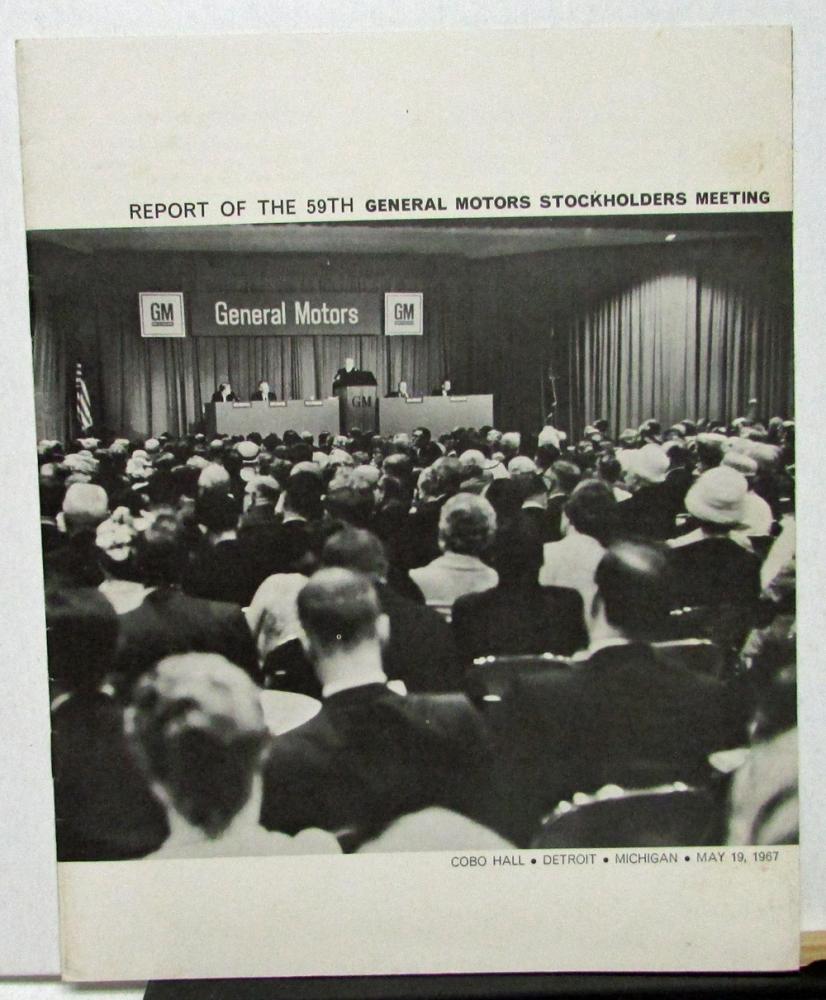 REPORT OF THE 59TH GENERAL MOTORS STOCKHOLDERS MEETING
GM General Motors GM
GM
COBO HALL • DETROIT • MICHIGAN • MAY 19, 1967